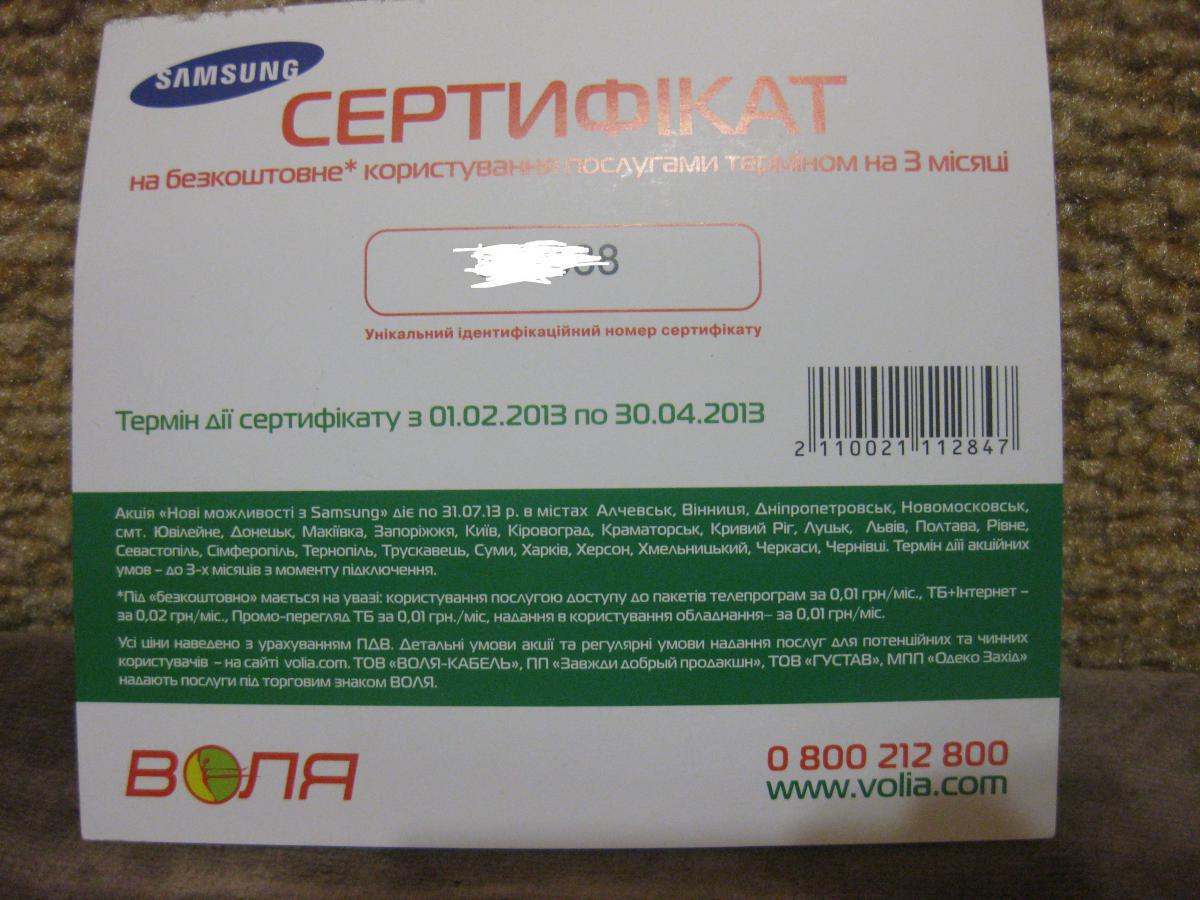 SAMSUNG
СЕРТИФІКАТ
на безкоштовне* користування послугами терміном на 3 місяці
Унікальний ідентифікаційний номер сертифікату
Термін дії сертифікату з 01.02.2013 по 30.04.2013
2 110021 112847
Акція «Нові можливості з Samsung» діє по 31.07.13 р. в містах Алчевськ, Вінниця, Дніпропетровськ, Новомосковськ,
смт. Ювілейне, Донецьк, Макіївка, Запоріжжя, Київ, Кіровоград, Краматорськ, Кривий Ріг, Луцьк, Львів, Полтава, Рівне,
Севастопіль, Сімферопіль, Тернопіль, Трускавець, Суми, Харків, Херсон, Хмельницький, Черкаси, Чернівці. Термін діїї акційних
умов – до 3-х місяців з моменту підключення.
*Під «безкоштовно» мається на увазі: користування послугою доступу до пакетів телепрограм за 0,01 грн/міс., ТБ+Інтернет –
за 0,02 грн/міс., Промо-перегляд ТБ за 0,01 грн./міс, надання в користування обладнання– за 0,01 грн/міс.
Усі ціни наведено з урахуванням ПДВ. Детальні умови акції та регулярні умови надання послуг для потенційних та чинних
користувачів – на сайті volia.com. ТОВ «ВОЛЯ-КАБЕЛЬ», ПП «Завжди добрый продакшн», ТОВ «ГУСТАВ», МПП «Одеко Захід»
надають послуги під торговим знаком ВОЛЯ.
ВОЛЯ
0 800 212 800
www.volia.com